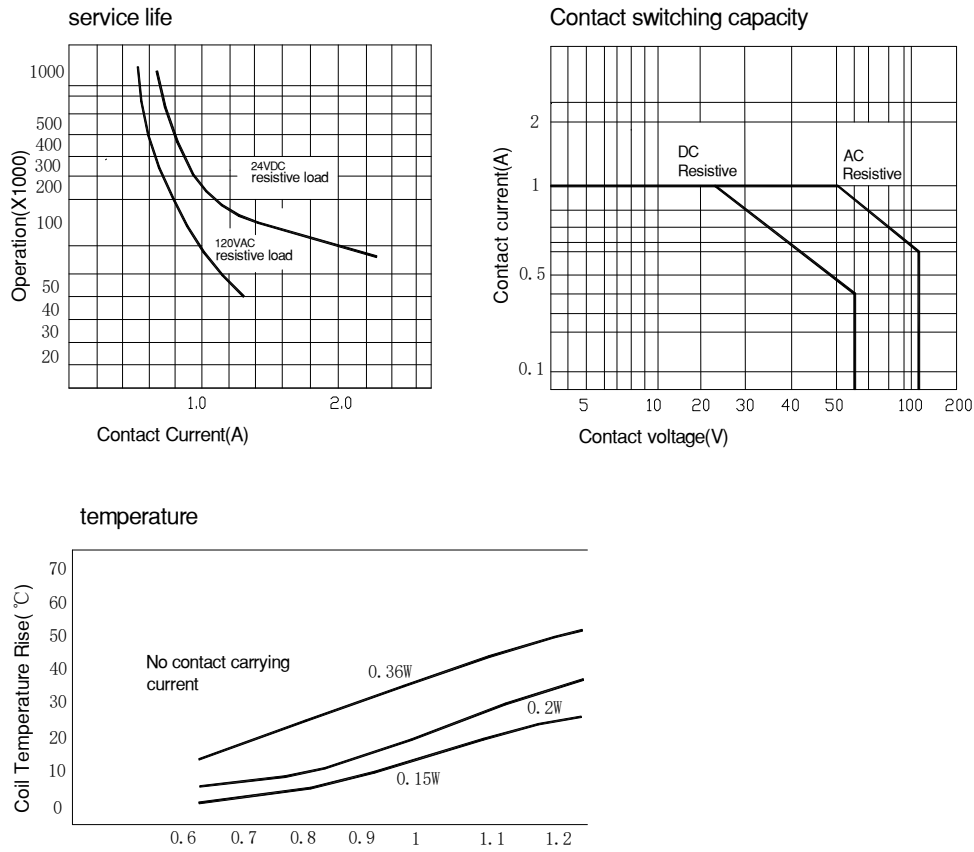 service life
Operation(X1000)
1000
500
400
300
200
100
50
40
30
20
24VDC
resistive load
120VAC
resistive load
1.0 2.0
Contact Current(A)
Contact switching capacity
Contact current(A)
2
1
0.5
0.1
DC
Resistive
AC
Resistive
5 10 20 30 40 50 100 200
Contact voltage(V)
temperature
Coil Temperature Rise(℃)
70
60
50
40
30
20
10
0
No contact carrying
current
0.36W
0.2W
0.15W
0.6 0.7 0.8 0.9 1 1.1 1.2